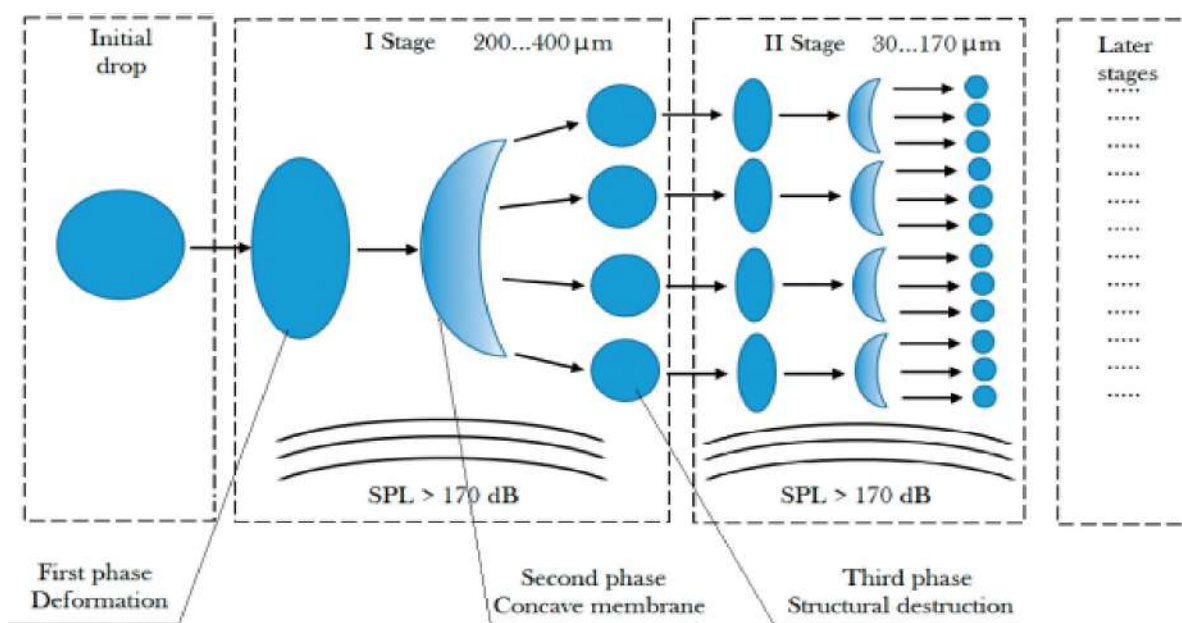 Initial
drop
I Stage 200...400 µm
II Stage 30...170 µm
Later
stages
.....
.....
.....
.....
.....
.....
.....
.....
.....
.....
.....
.....
SPL > 170 dB
SPL > 170 dB
First phase
Deformation
Second phase
Concave membrane
Third phase
Structural destruction